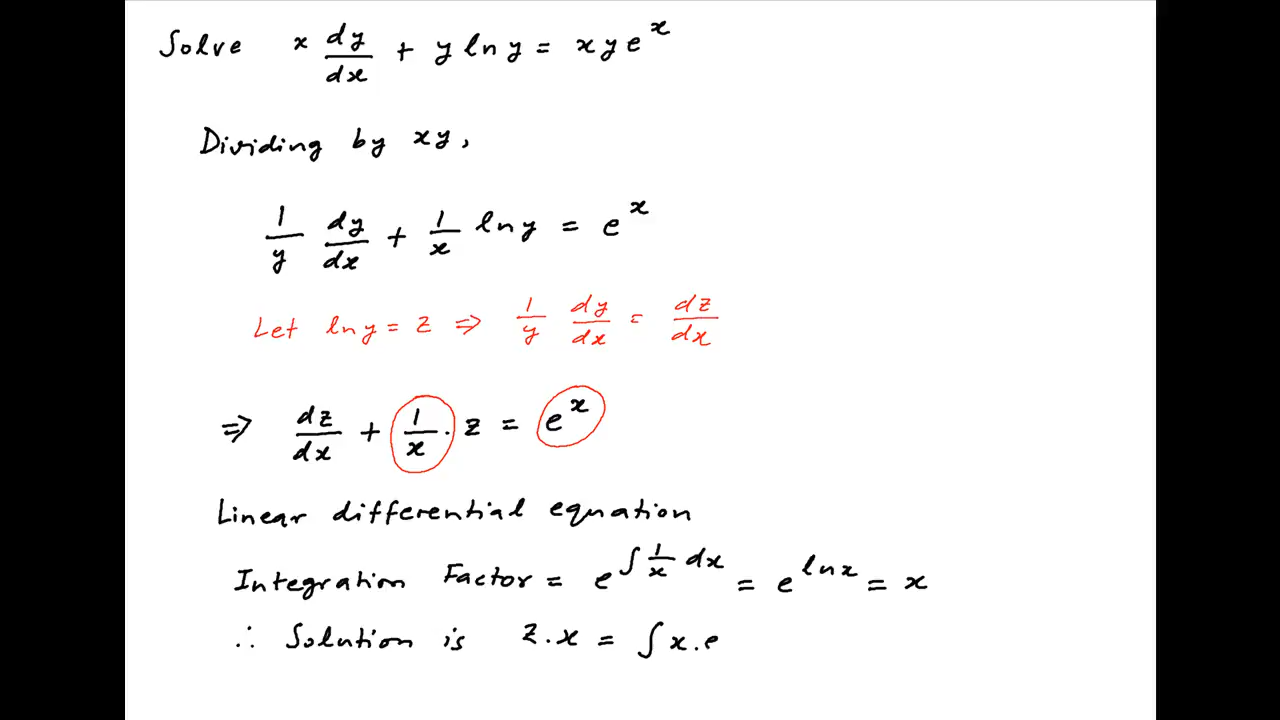 Solve x dy/dx + y ln y = x y e^x
Dividing by xy,
1/y dy/dx + 1/x ln y = e^x
Let ln y = z ⇒ 1/y dy/dx = dz/dx
⇒ dz/dx + 1/x · z = e^x
Linear differential equation
Integration Factor = e^{∫ 1/x dx} = e^{ln x} = x
∴ Solution is z . x = ∫ x . e